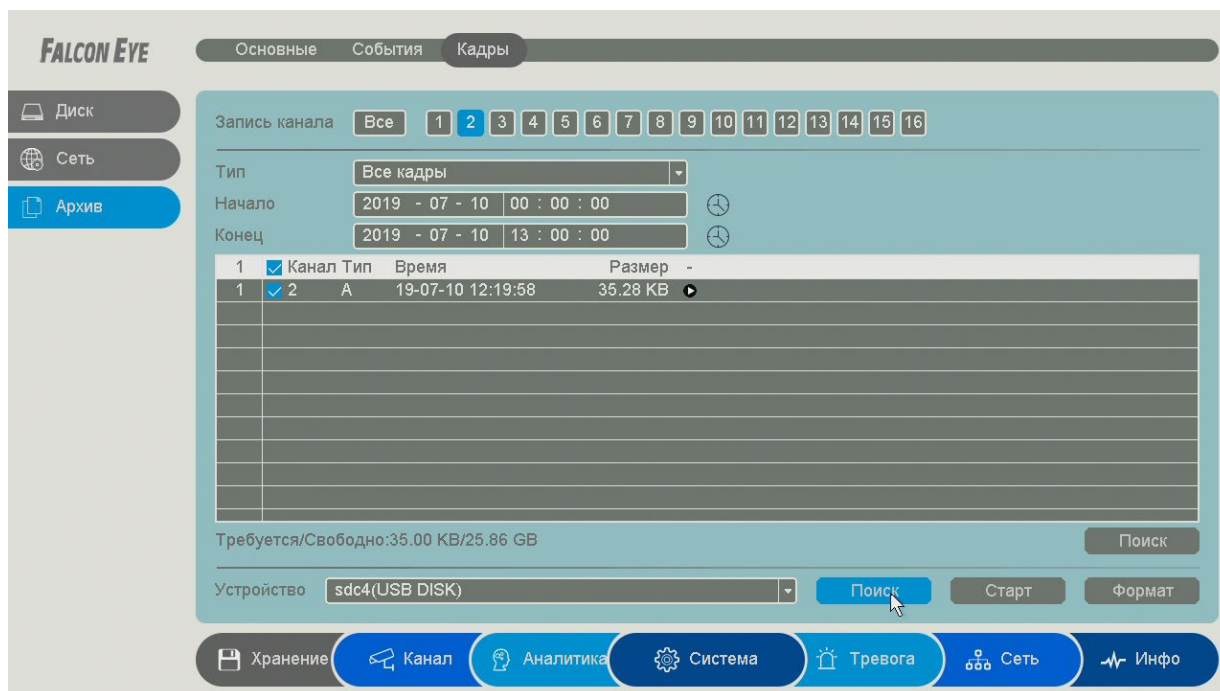 FALCON EYE
Основные События Кадры
Диск
Сеть
Архив
Запись канала Все 1 2 3 4 5 6 7 8 9 10 11 12 13 14 15 16
Тип Все кадры
Начало 2019 - 07 - 10 00 : 00 : 00
Конец 2019 - 07 - 10 13 : 00 : 00
1 Канал Тип Время Размер -
1 2 A 19-07-10 12:19:58 35.28 KB
Требуется/Свободно:35.00 KB/25.86 GB Поиск
Устройство sdc4(USB DISK) Поиск Старт Формат
Хранение Канал Аналитика Система Тревога Сеть Инфо